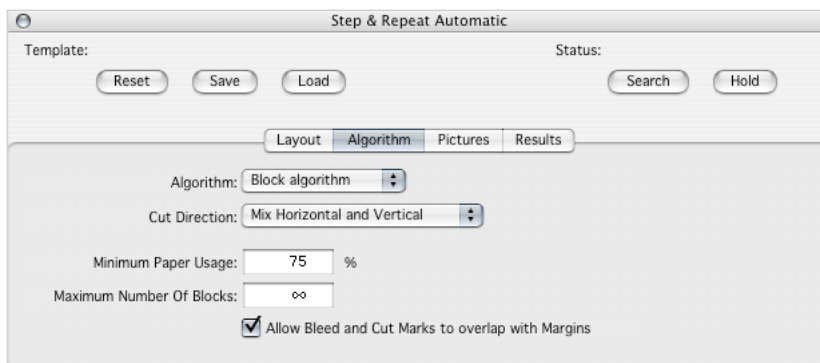 Step & Repeat Automatic
Template: Status:
Reset Save Load Search Hold
Layout Algorithm Pictures Results
Algorithm: Block algorithm
Cut Direction: Mix Horizontal and Vertical
Minimum Paper Usage: 75 %
Maximum Number Of Blocks: ∞
Allow Bleed and Cut Marks to overlap with Margins